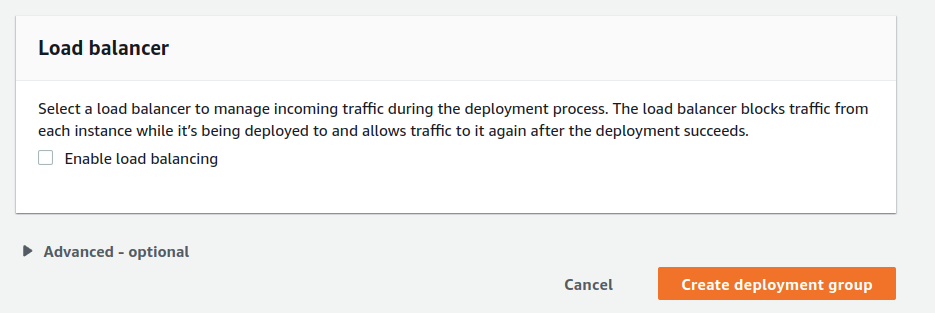 Load balancer
Select a load balancer to manage incoming traffic during the deployment process. The load balancer blocks traffic from
each instance while it’s being deployed to and allows traffic to it again after the deployment succeeds.
Enable load balancing
Advanced - optional
Cancel
Create deployment group